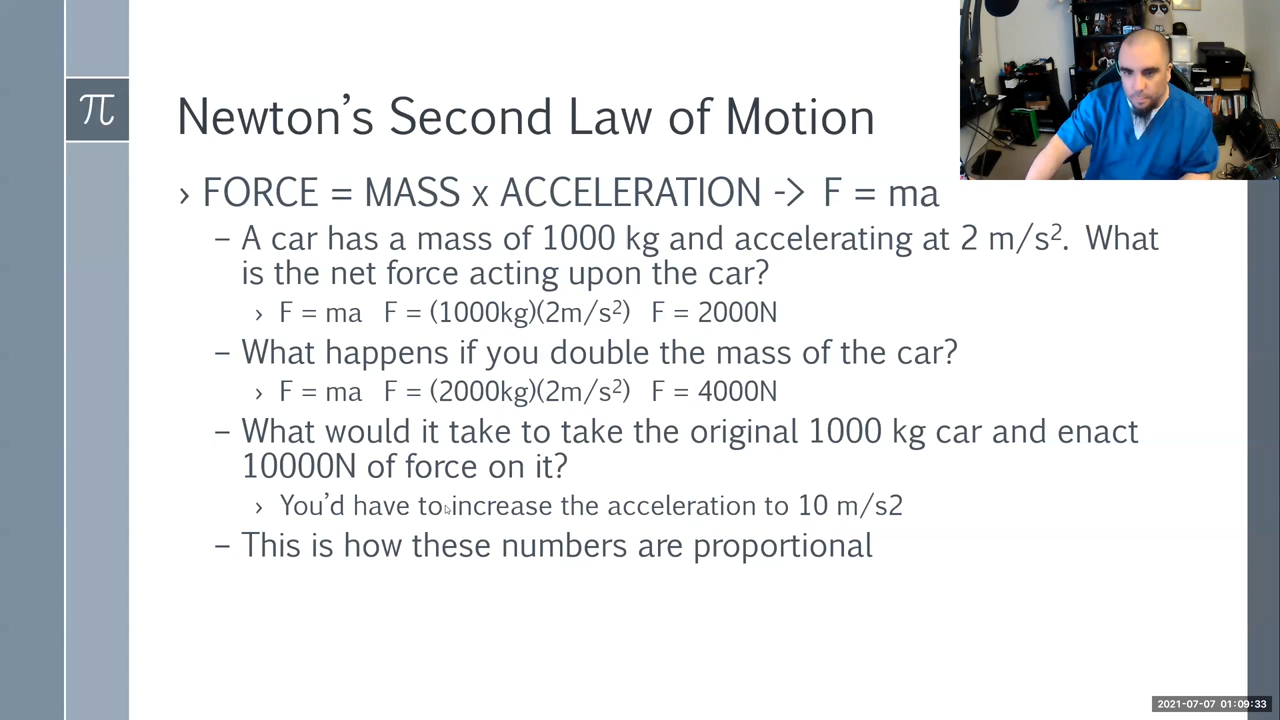 π
Newton's Second Law of Motion
› FORCE = MASS x ACCELERATION -> F = ma
– A car has a mass of 1000 kg and accelerating at 2 m/s². What
is the net force acting upon the car?
› F = ma F = (1000kg)(2m/s²) F = 2000N
– What happens if you double the mass of the car?
› F = ma F = (2000kg)(2m/s²) F = 4000N
– What would it take to take the original 1000 kg car and enact
10000N of force on it?
› You'd have to increase the acceleration to 10 m/s2
– This is how these numbers are proportional
2021-07-07 01:09:33